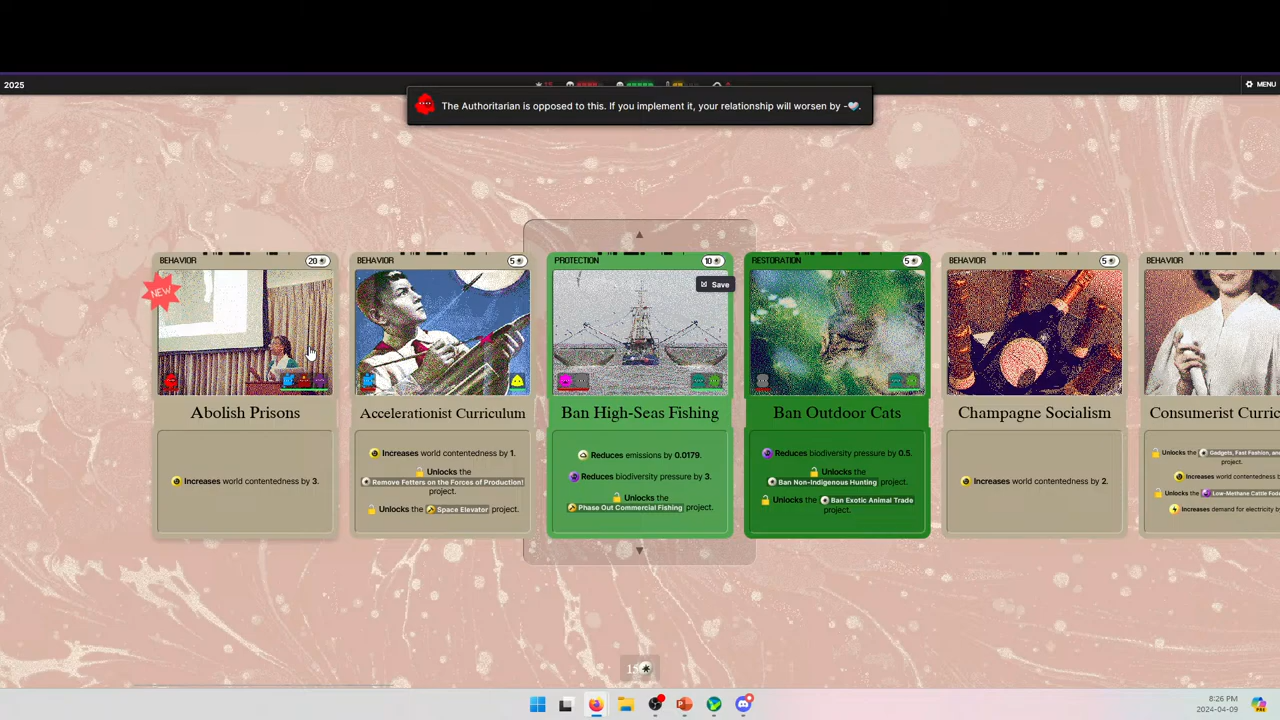 2025
MENU
The Authoritarian is opposed to this. If you implement it, your relationship will worsen by -
BEHAVIOR
20
NEW
Abolish Prisons
Increases world contentedness by 3.
BEHAVIOR
5
Accelerationist Curriculum
Increases world contentedness by 1.
Unlocks the
Remove Fetters on the Forces of Production!
project.
Unlocks the Space Elevator project.
PROTECTION
10
Save
Ban High-Seas Fishing
Reduces emissions by 0.0179.
Reduces biodiversity pressure by 3.
Unlocks the
Phase Out Commercial Fishing project.
RESTORATION
5
Ban Outdoor Cats
Reduces biodiversity pressure by 0.5.
Unlocks the
Ban Non-Indigenous Hunting project.
Unlocks the Ban Exotic Animal Trade
project.
BEHAVIOR
5
Champagne Socialism
Increases world contentedness by 2.
BEHAVIOR
Consumerist Curric
Unlocks the Gadgets, Fast Fashion, an
project.
Increases world contentedness b
Unlocks the Low-Methane Cattle Fee
Increases demand for electricity b
8:26 PM
2024-04-09